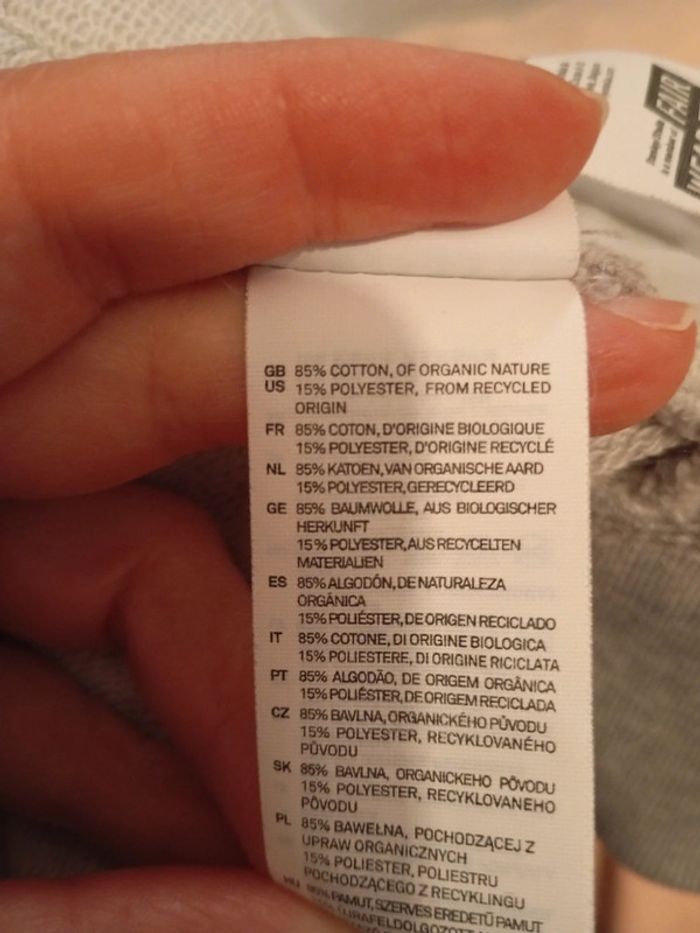 FAIR
GB 85% COTTON, OF ORGANIC NATURE
US 15% POLYESTER, FROM RECYCLED
ORIGIN
FR 85% COTON, D'ORIGINE BIOLOGIQUE
15% POLYESTER, D'ORIGINE RECYCLÉ
NL 85% KATOEN, VAN ORGANISCHE AARD
15% POLYESTER, GERECYCLEERD
GE 85% BAUMWOLLE, AUS BIOLOGISCHER
HERKUNFT
15% POLYESTER, AUS RECYCELTEN
MATERIALIEN
ES 85% ALGODÓN, DE NATURALEZA
ORGÁNICA
15% POLIÉSTER, DE ORIGEN RECICLADO
IT 85% COTONE, DI ORIGINE BIOLOGICA
15% POLIESTERE, DI ORIGINE RICICLATA
PT 85% ALGODÃO, DE ORIGEM ORGÂNICA
15% POLIÉSTER, DE ORIGEM RECICLADA
CZ 85% BAVLNA, ORGANICKÉHO PŮVODU
15% POLYESTER, RECYKLOVANÉHO
PŮVODU
SK 85% BAVLNA, ORGANICKEHO PÔVODU
15% POLYESTER, RECYKLOVANEHO
PÔVODU
PL 85% BAWEŁNA, POCHODZĄCEJ Z
UPRAW ORGANICZNYCH
15% POLIESTER, POLIESTRU
POCHODZĄCEGO Z RECYKLINGU
HU 85% PAMUT, SZERVES EREDETŰ PAMUT